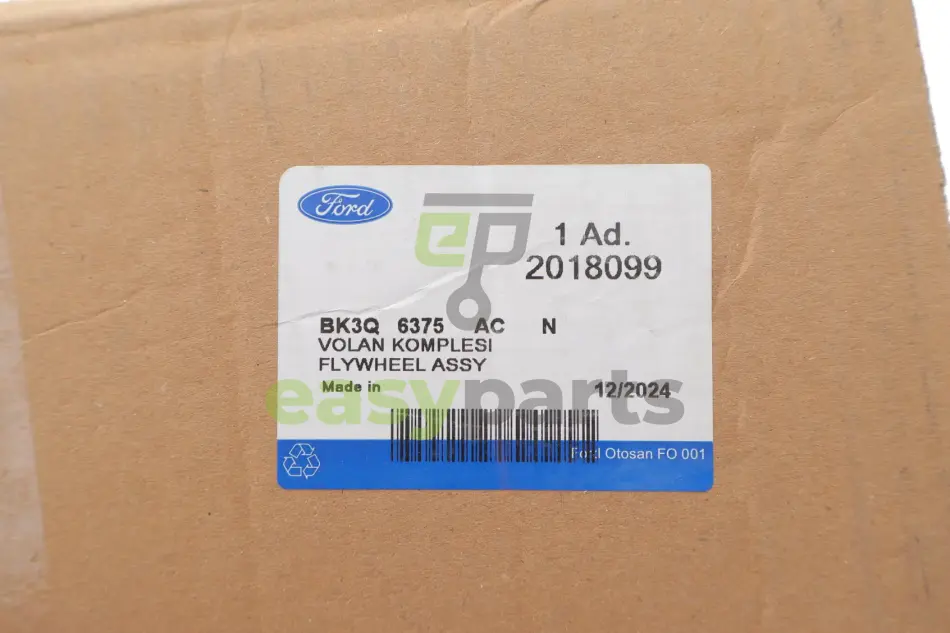 Ford
ep
1 Ad.
2018099
BK3Q 6375 AC N
VOLAN KOMPLESI
FLYWHEEL ASSY
Made in
12/2024
easyparts
Ford Otosan FO 001